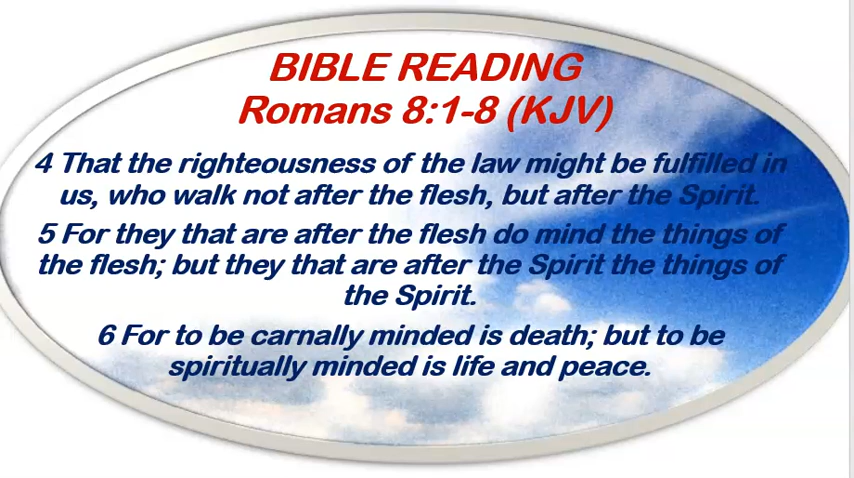 BIBLE READING
Romans 8:1-8 (KJV)
4 That the righteousness of the law might be fulfilled in
us, who walk not after the flesh, but after the Spirit.
5 For they that are after the flesh do mind the things of
the flesh; but they that are after the Spirit the things of
the Spirit.
6 For to be carnally minded is death; but to be
spiritually minded is life and peace.